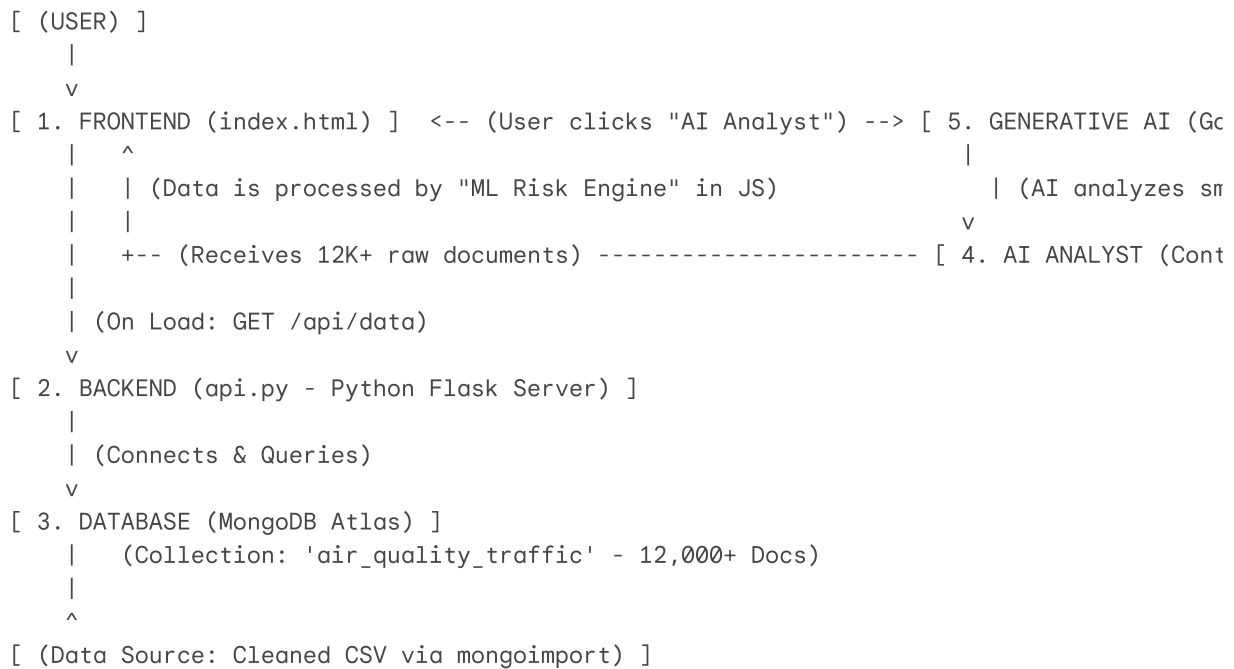 [ (USER) ]
|
v
[ 1. FRONTEND (index.html) ] <-- (User clicks "AI Analyst") --> [ 5. GENERATIVE AI (Go
| ^ |
| | (Data is processed by "ML Risk Engine" in JS) | (AI analyzes sm
| | v
| +-- (Receives 12K+ raw documents) ----------------------- [ 4. AI ANALYST (Cont
|
| (On Load: GET /api/data)
v
[ 2. BACKEND (api.py - Python Flask Server) ]
|
| (Connects & Queries)
v
[ 3. DATABASE (MongoDB Atlas) ]
| (Collection: 'air_quality_traffic' - 12,000+ Docs)
|
^
[ (Data Source: Cleaned CSV via mongoimport) ]